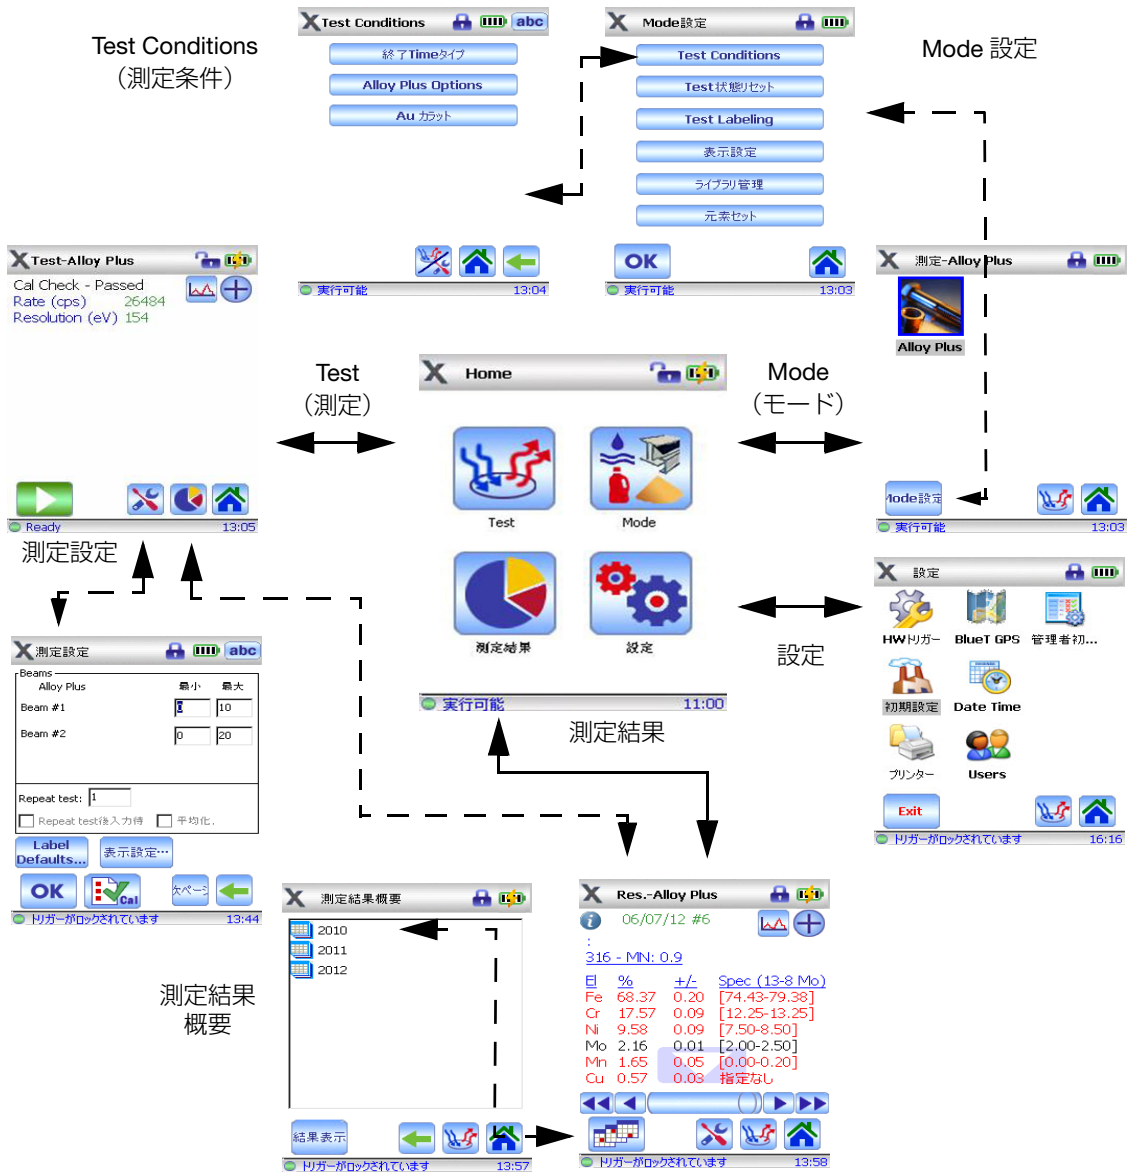 Test Conditions
（測定条件）
Test Conditions
abc
終了Timeタイプ
Alloy Plus Options
Au カラット
実行可能
13:04
Mode設定
Test Conditions
Test状態リセット
Test Labeling
表示設定
ライブラリ管理
元素セット
OK
実行可能
13:03
Mode 設定
Test-Alloy Plus
Cal Check - Passed
Rate (cps) 26484
Resolution (eV) 154
Ready
13:05
Test
（測定）
Home
Test
Mode
測定結果
設定
実行可能
11:00
Mode
（モード）
測定-Alloy Plus
Alloy Plus
Mode設定
実行可能
13:03
測定設定
測定設定
abc
Beams
Alloy Plus 最小 最大
Beam #1 0 10
Beam #2 0 20
Repeat test: 1
Repeat test後入力待
平均化.
Label
Defaults...
表示設定…
OK
Cal
次ページ
トリガーがロックされています
13:44
設定
設定
HWトリガー
BlueT GPS
管理者初...
初期設定
Date Time
プリンター
Users
Exit
トリガーがロックされています
16:16
測定結果
測定結果
概要
測定結果概要
2010
2011
2012
結果表示
トリガーがロックされています
13:57
Res.-Alloy Plus
06/07/12 #6
:
316 - MN: 0.9
El % +/- Spec (13-8 Mo)
Fe 68.37 0.20 [74.43-79.38]
Cr 17.57 0.09 [12.25-13.25]
Ni 9.58 0.09 [7.50-8.50]
Mo 2.16 0.01 [2.00-2.50]
Mn 1.65 0.05 [0.00-0.20]
Cu 0.57 0.03 指定なし
トリガーがロックされています
13:58